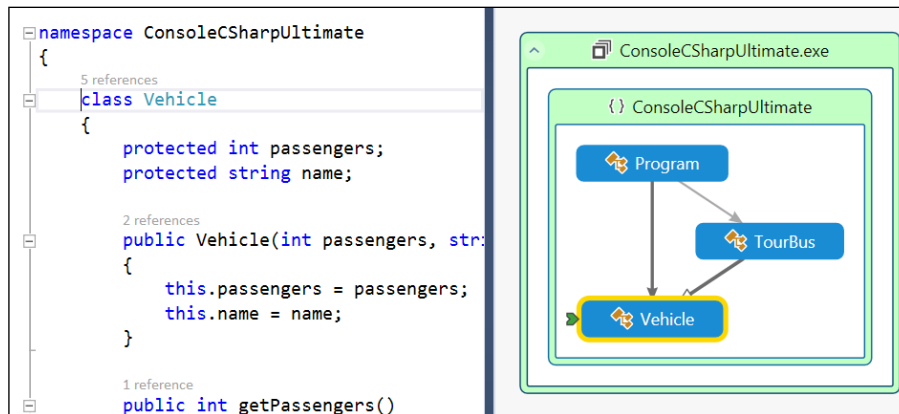 namespace ConsoleCSharpUltimate
{
5 references
class Vehicle
{
protected int passengers;
protected string name;
2 references
public Vehicle(int passengers, stri
{
this.passengers = passengers;
this.name = name;
}
1 reference
public int getPassengers()
ConsoleCSharpUltimate.exe
{ } ConsoleCSharpUltimate
Program
TourBus
Vehicle